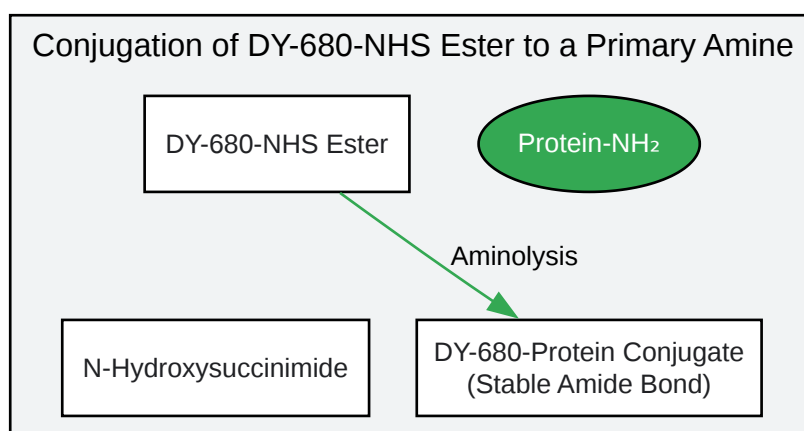 Conjugation of DY-680-NHS Ester to a Primary Amine
DY-680-NHS Ester
Protein-NH₂
Aminolysis
N-Hydroxysuccinimide
DY-680-Protein Conjugate
(Stable Amide Bond)